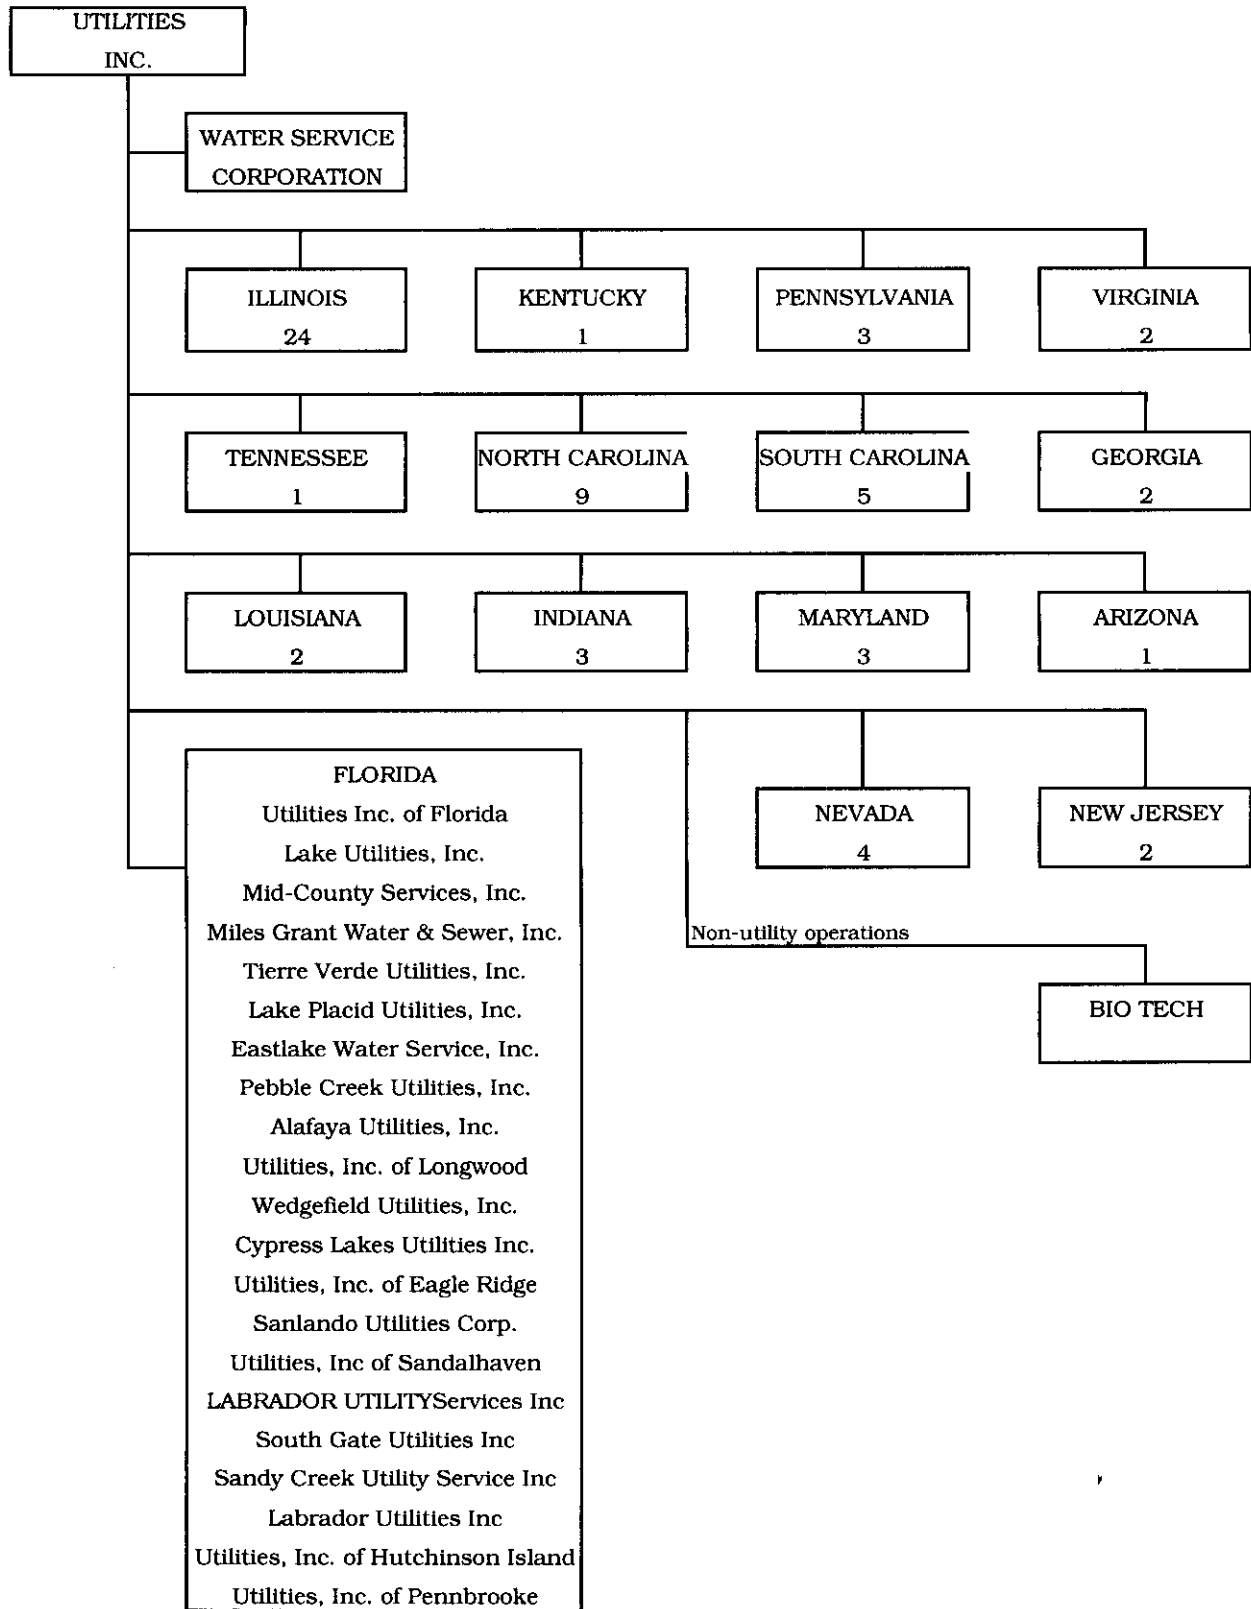 UTILITIES
INC.
WATER SERVICE
CORPORATION
ILLINOIS
24
KENTUCKY
1
PENNSYLVANIA
3
VIRGINIA
2
TENNESSEE
1
NORTH CAROLINA
9
SOUTH CAROLINA
5
GEORGIA
2
LOUISIANA
2
INDIANA
3
MARYLAND
3
ARIZONA
1
FLORIDA
Utilities Inc. of Florida
Lake Utilities, Inc.
Mid-County Services, Inc.
Miles Grant Water & Sewer, Inc.
Tierre Verde Utilities, Inc.
Lake Placid Utilities, Inc.
Eastlake Water Service, Inc.
Pebble Creek Utilities, Inc.
Alafaya Utilities, Inc.
Utilities, Inc. of Longwood
Wedgefield Utilities, Inc.
Cypress Lakes Utilities Inc.
Utilities, Inc. of Eagle Ridge
Sanlando Utilities Corp.
Utilities, Inc of Sandalhaven
LABRADOR UTILITYServices Inc
South Gate Utilities Inc
Sandy Creek Utility Service Inc
Labrador Utilities Inc
Utilities, Inc. of Hutchinson Island
Utilities, Inc. of Pennbrooke
NEVADA
4
NEW JERSEY
2
Non-utility operations
BIO TECH